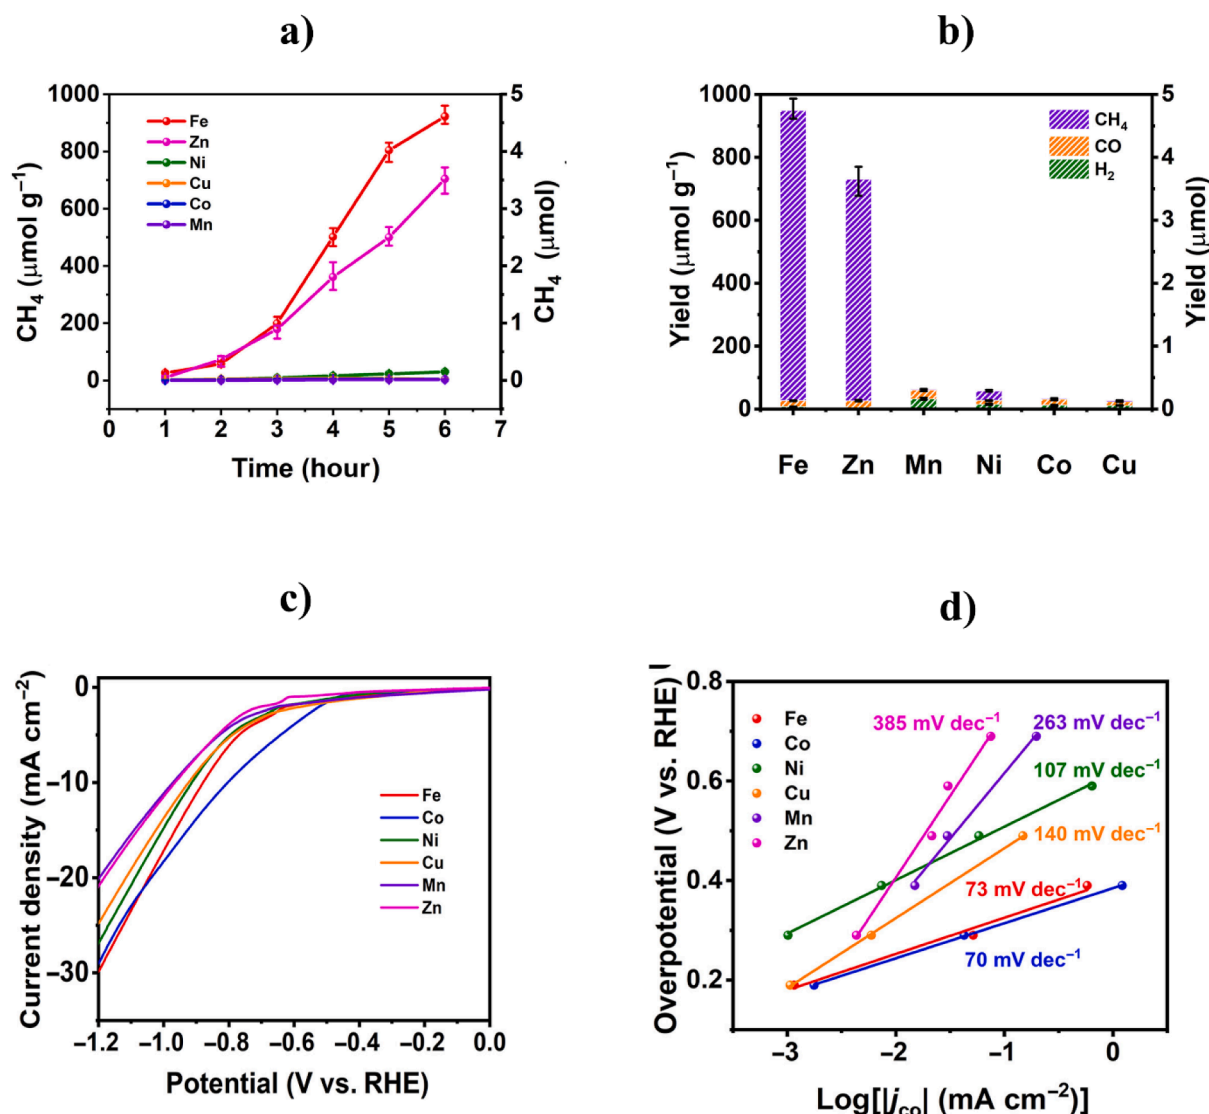 a)
1000
800
600
400
200
0
CH₄ (μmol g⁻¹)
5
4
3
2
1
0
CH₄ (μmol)
Fe
Zn
Ni
Cu
Co
Mn
0 1 2 3 4 5 6 7
Time (hour)
b)
1000
800
600
400
200
0
Yield (μmol g⁻¹)
5
4
3
2
1
0
Yield (μmol)
CH₄
CO
H₂
Fe Zn Mn Ni Co Cu
c)
0
−10
−20
−30
Current density (mA cm⁻²)
Fe
Co
Ni
Cu
Mn
Zn
−1.2 −1.0 −0.8 −0.6 −0.4 −0.2 0.0
Potential (V vs. RHE)
d)
0.8
0.6
0.4
0.2
Overpotential (V vs. RHE)
Fe
Co
Ni
Cu
Mn
Zn
385 mV dec⁻¹
263 mV dec⁻¹
107 mV dec⁻¹
140 mV dec⁻¹
73 mV dec⁻¹
70 mV dec⁻¹
−3 −2 −1 0
Log[|j_co| (mA cm⁻²)]